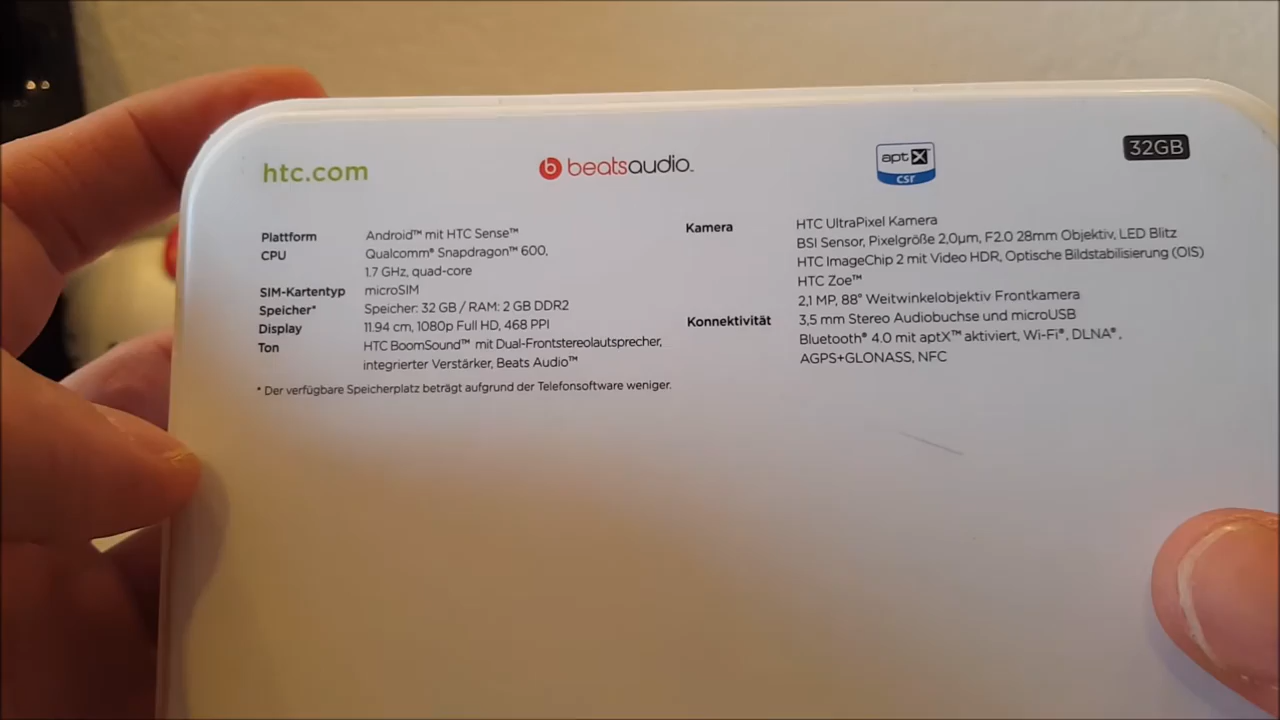 htc.com
beatsaudio™
aptX
csr
32GB
Plattform Android™ mit HTC Sense™
CPU Qualcomm® Snapdragon™ 600,
1.7 GHz, quad-core
SIM-Kartentyp microSIM
Speicher* Speicher: 32 GB / RAM: 2 GB DDR2
Display 11.94 cm, 1080p Full HD, 468 PPI
Ton HTC BoomSound™ mit Dual-Frontstereolautsprecher,
integrierter Verstärker, Beats Audio™
* Der verfügbare Speicherplatz beträgt aufgrund der Telefonsoftware weniger.
Kamera HTC UltraPixel Kamera
BSI Sensor, Pixelgröße 2,0µm, F2.0 28mm Objektiv, LED Blitz
HTC ImageChip 2 mit Video HDR, Optische Bildstabilisierung (OIS)
HTC Zoe™
2,1 MP, 88° Weitwinkelobjektiv Frontkamera
Konnektivität 3,5 mm Stereo Audiobuchse und microUSB
Bluetooth® 4.0 mit aptX™ aktiviert, Wi-Fi®, DLNA®,
AGPS+GLONASS, NFC